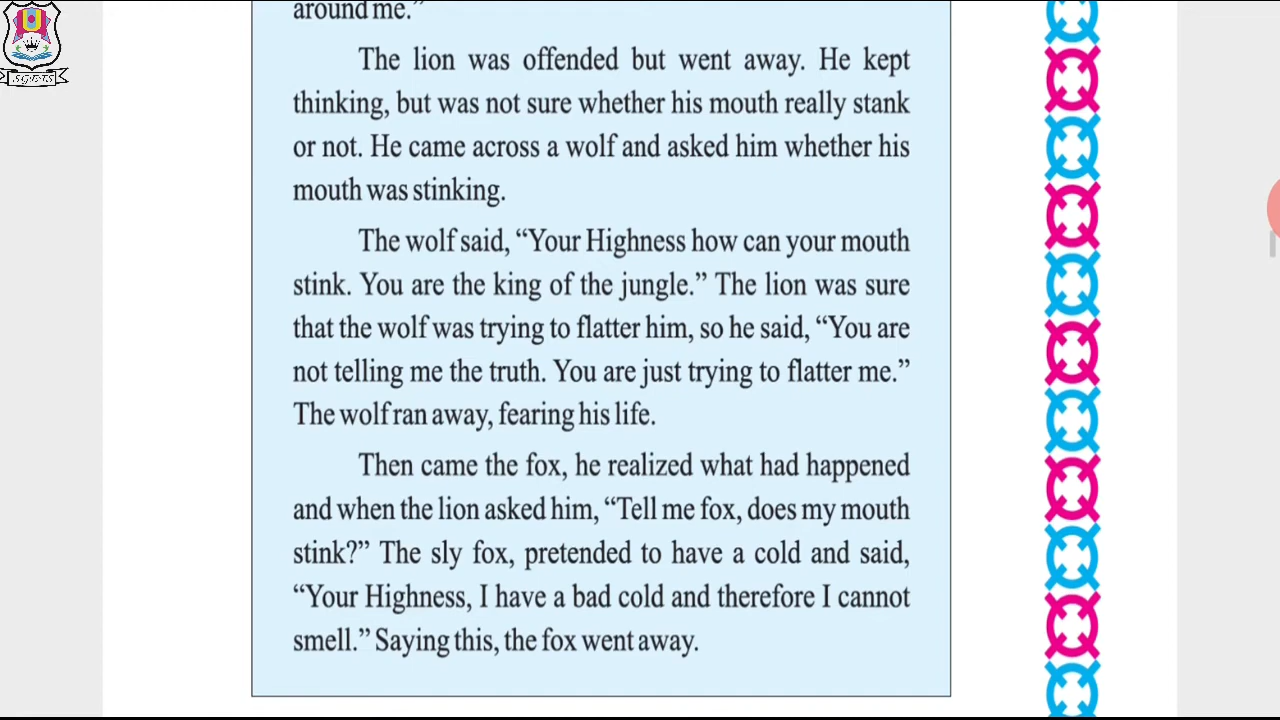 around me.”
The lion was offended but went away. He kept
thinking, but was not sure whether his mouth really stank
or not. He came across a wolf and asked him whether his
mouth was stinking.
The wolf said, “Your Highness how can your mouth
stink. You are the king of the jungle.” The lion was sure
that the wolf was trying to flatter him, so he said, “You are
not telling me the truth. You are just trying to flatter me.”
The wolf ran away, fearing his life.
Then came the fox, he realized what had happened
and when the lion asked him, “Tell me fox, does my mouth
stink?” The sly fox, pretended to have a cold and said,
“Your Highness, I have a bad cold and therefore I cannot
smell.” Saying this, the fox went away.